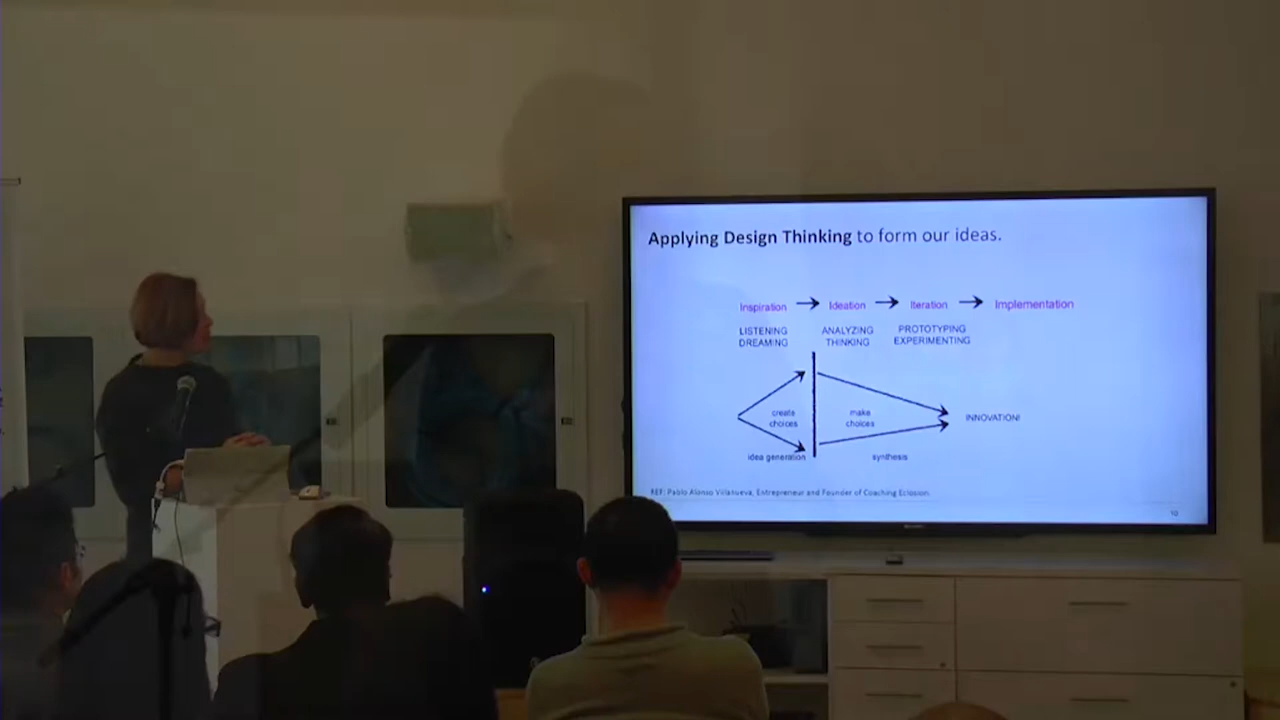 Applying Design Thinking to form our ideas.
Inspiration → Ideation → Iteration → Implementation
LISTENING ANALYZING PROTOTYPING
DREAMING THINKING EXPERIMENTING
create make
choices choices
INNOVATION!
idea generation synthesis
REF: Pablo Alonso Villanueva, Entrepreneur and Founder of Coaching Eclosion.
10